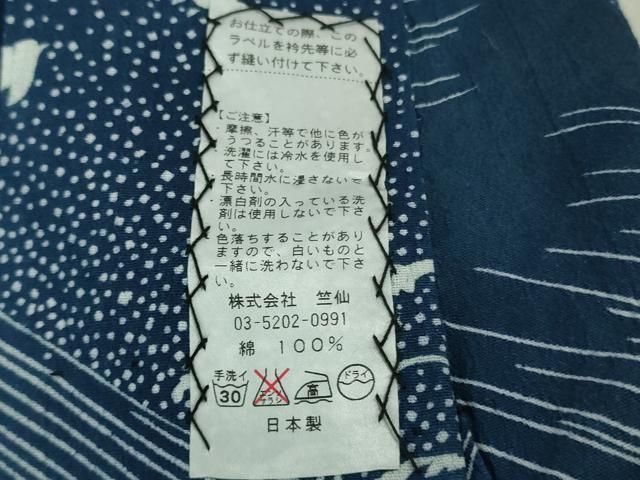 お仕立ての際、この
ラベルを衿先等に必
ず縫い付けて下さい。
【ご注意】
・摩擦、汗等で他に色が
うつることがあります。
・洗濯には冷水を使用し
て下さい。
・長時間水に浸さないで
下さい。
・漂白剤の入っている洗
剤は使用しないで下さ
い。
・色落ちすることがあり
ますので、白いものと
一緒に洗わないで下さ
い。
株式会社 竺仙
03-5202-0991
綿 100%
手洗イ 30 エンソサラシ 高 ドライ
日本製